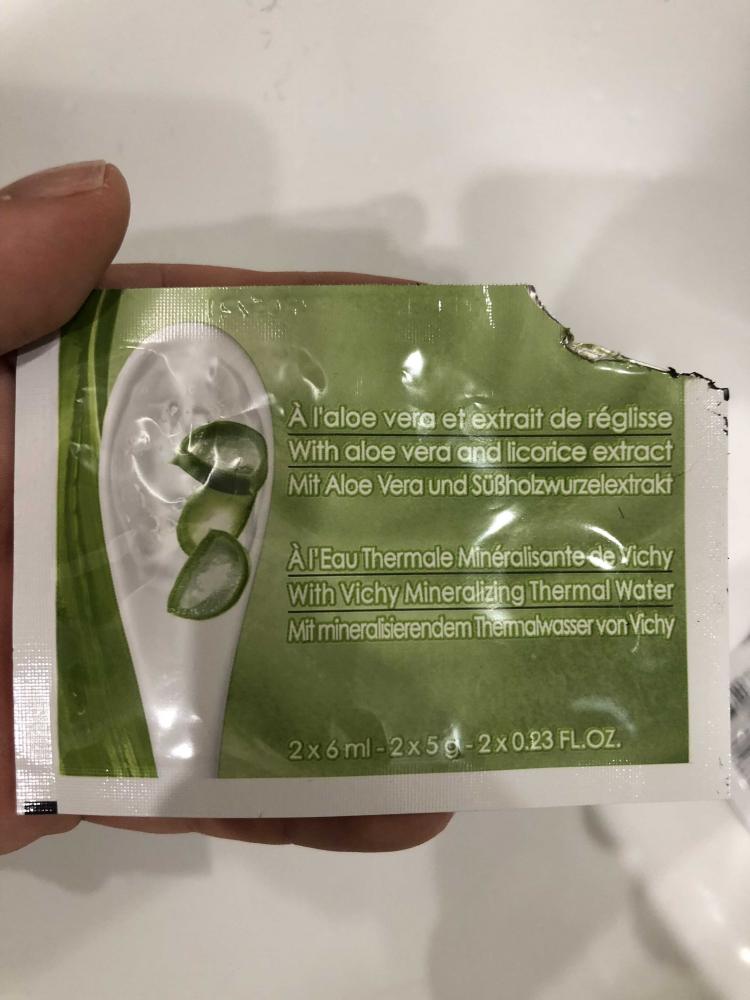 À l'aloe vera et extrait de réglisse
With aloe vera and licorice extract
Mit Aloe Vera und Süßholzwurzelextrakt
À l'Eau Thermale Minéralisante de Vichy
With Vichy Mineralizing Thermal Water
Mit mineralisierendem Thermalwasser von Vichy
2 x 6 ml - 2 x 5 g - 2 x 0.23 FL.OZ.